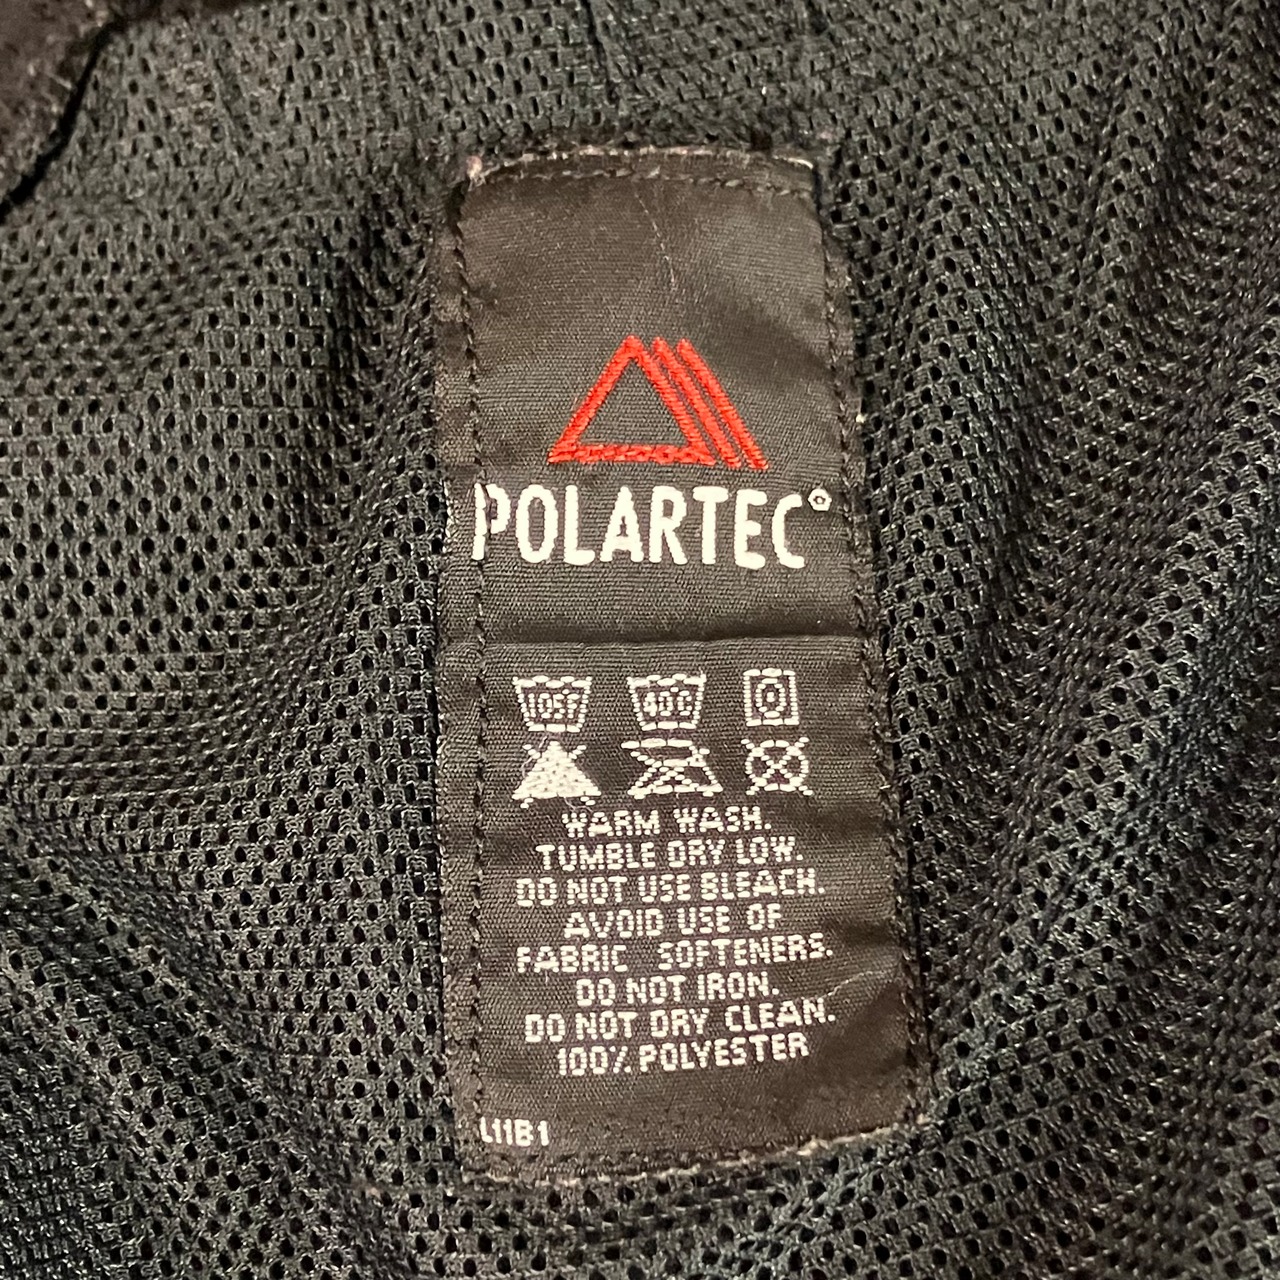 POLARTEC®
105F 40°C
WARM WASH.
TUMBLE DRY LOW.
DO NOT USE BLEACH.
AVOID USE OF
FABRIC SOFTENERS.
DO NOT IRON.
DO NOT DRY CLEAN.
100% POLYESTER
L11B1